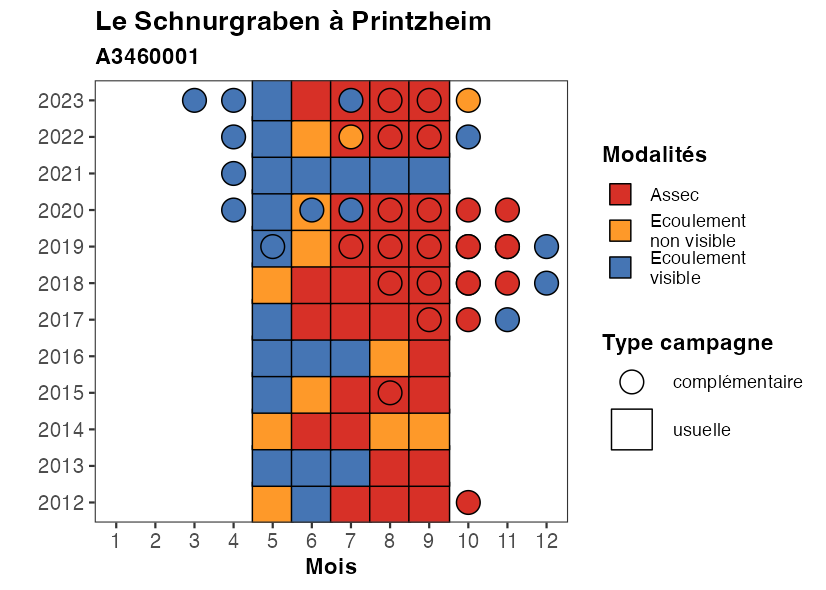 Le Schnurgraben à Printzheim
A3460001
2023
2022
2021
2020
2019
2018
2017
2016
2015
2014
2013
2012
1 2 3 4 5 6 7 8 9 10 11 12
Mois
Modalités
Assec
Ecoulement
non visible
Ecoulement
visible
Type campagne
complémentaire
usuelle